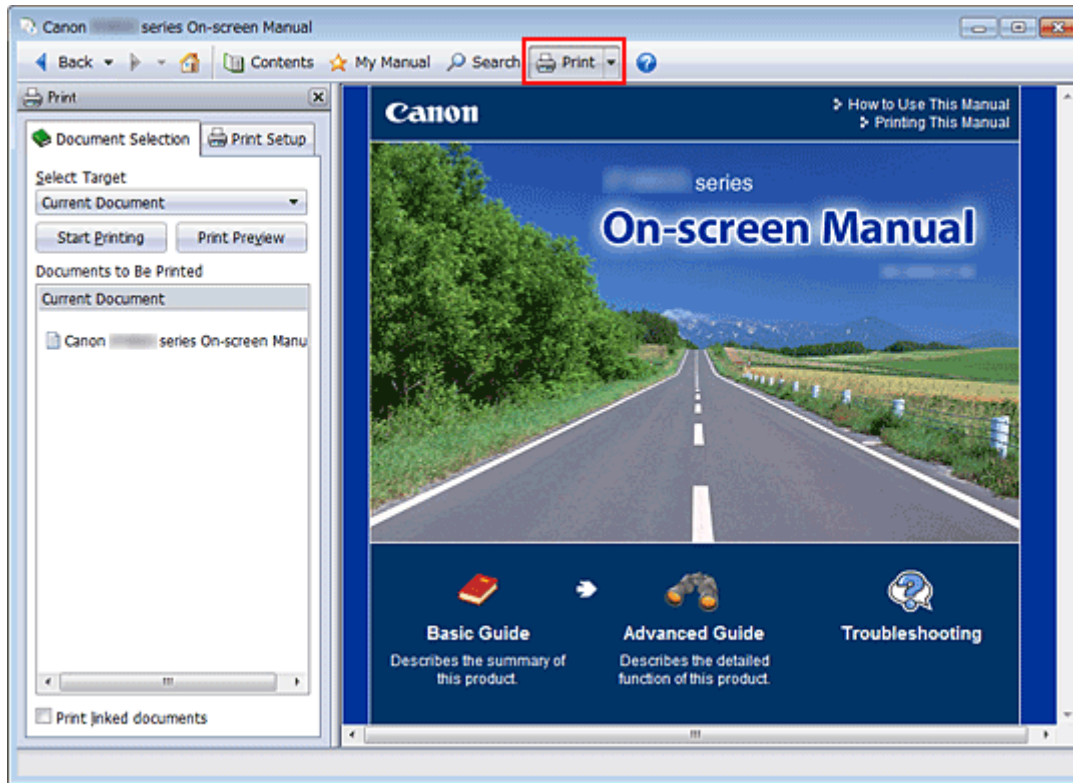 Canon series On-screen Manual
Back Contents My Manual Search Print
Print
Document Selection Print Setup
Select Target
Current Document
Start Printing Print Preview
Documents to Be Printed
Current Document
Canon series On-screen Manu
Print linked documents
Canon
How to Use This Manual
Printing This Manual
series
On-screen Manual
Basic Guide
Describes the summary of
this product.
Advanced Guide
Describes the detailed
function of this product.
Troubleshooting